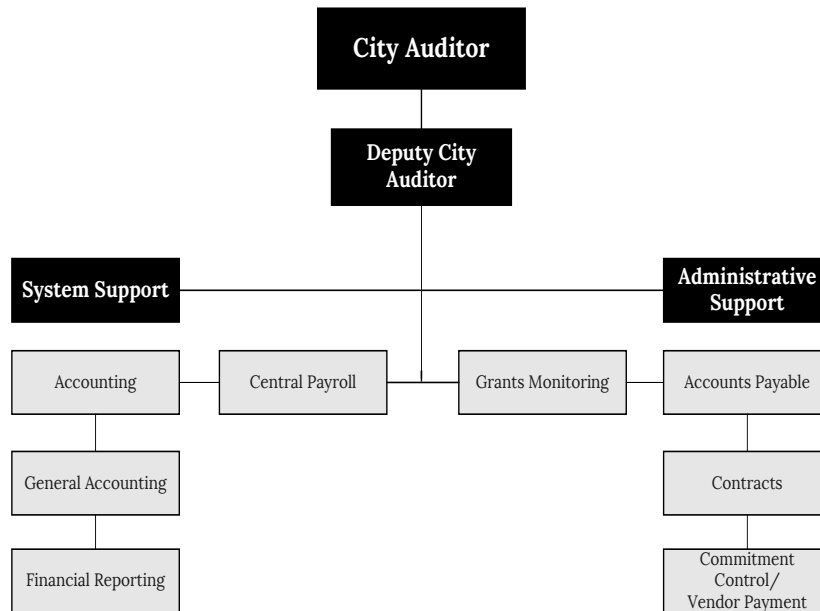 City Auditor
Deputy City
Auditor
System Support
Administrative
Support
Accounting
Central Payroll
Grants Monitoring
Accounts Payable
General Accounting
Contracts
Financial Reporting
Commitment
Control/
Vendor Payment